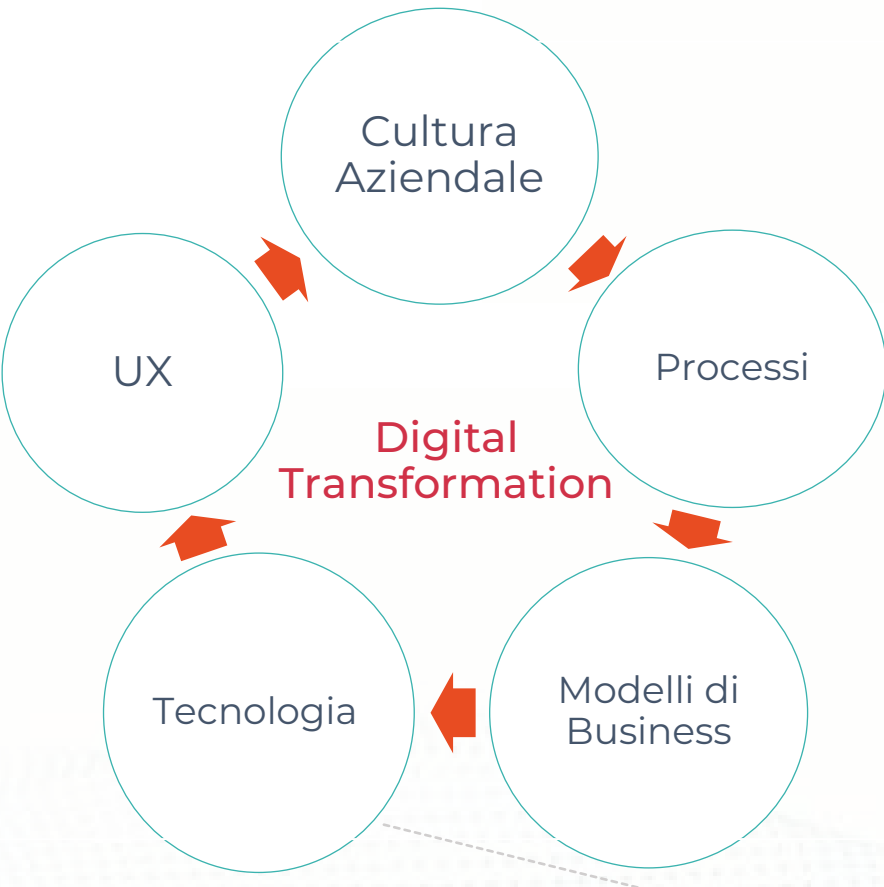 Cultura
Aziendale
UX
Processi
Digital
Transformation
Tecnologia
Modelli di
Business